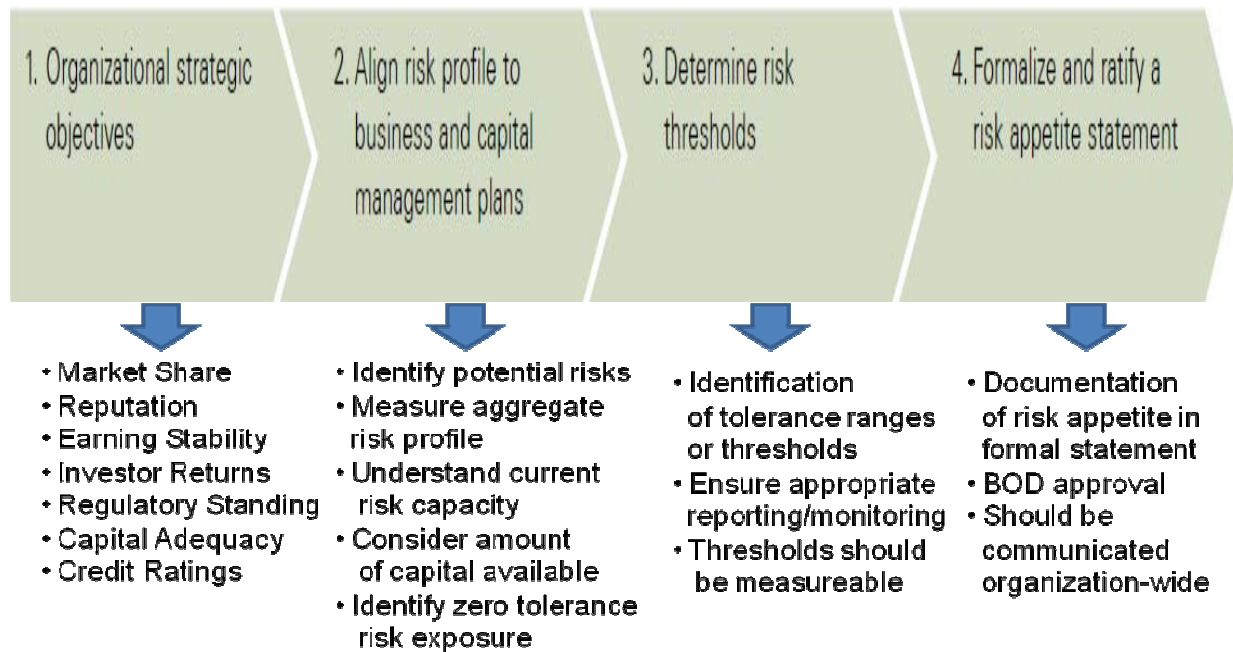 1. Organizational strategic
objectives
2. Align risk profile to
business and capital
management plans
3. Determine risk
thresholds
4. Formalize and ratify a
risk appetite statement
• Market Share
• Reputation
• Earning Stability
• Investor Returns
• Regulatory Standing
• Capital Adequacy
• Credit Ratings
• Identify potential risks
• Measure aggregate
risk profile
• Understand current
risk capacity
• Consider amount
of capital available
• Identify zero tolerance
risk exposure
• Identification
of tolerance ranges
or thresholds
• Ensure appropriate
reporting/monitoring
• Thresholds should
be measureable
• Documentation
of risk appetite in
formal statement
• BOD approval
• Should be
communicated
organization-wide